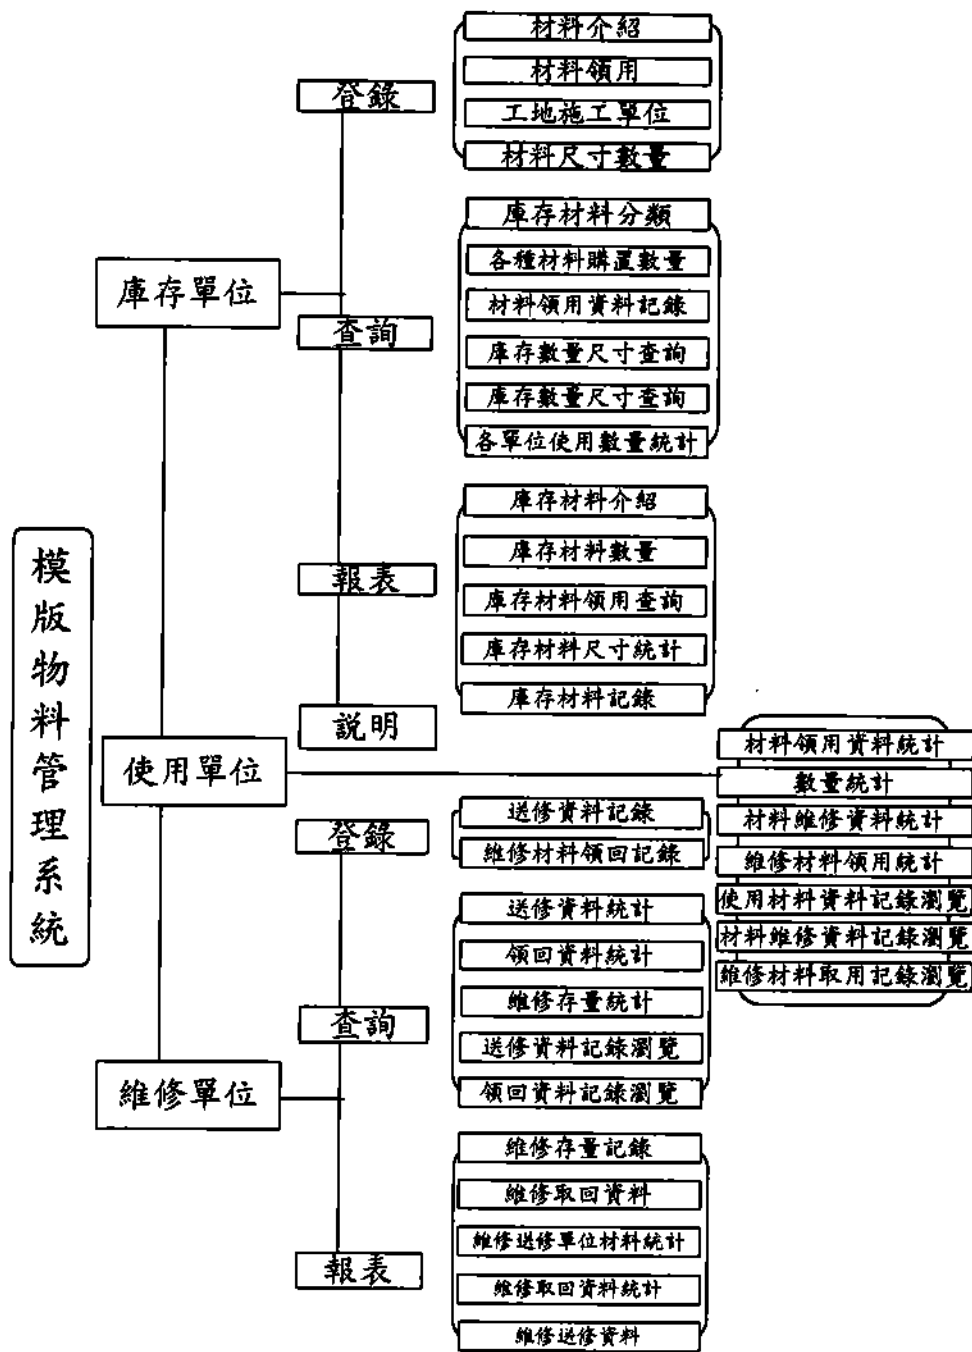 模版物料管理系統
庫存單位
登錄
材料介紹
材料領用
工地施工單位
材料尺寸數量
查詢
庫存材料分類
各種材料購置數量
材料領用資料記錄
庫存數量尺寸查詢
庫存數量尺寸查詢
各單位使用數量統計
報表
庫存材料介紹
庫存材料數量
庫存材料領用查詢
庫存材料尺寸統計
庫存材料記錄
説明
使用單位
材料領用資料統計
數量統計
材料維修資料統計
維修材料領用統計
使用材料資料記錄瀏覽
材料維修資料記錄瀏覽
維修材料取用記錄瀏覽
維修單位
登錄
送修資料記錄
維修材料領回記錄
查詢
送修資料統計
領回資料統計
維修存量統計
送修資料記錄瀏覽
領回資料記錄瀏覽
報表
維修存量記錄
維修取回資料
維修送修單位材料統計
維修取回資料統計
維修送修資料